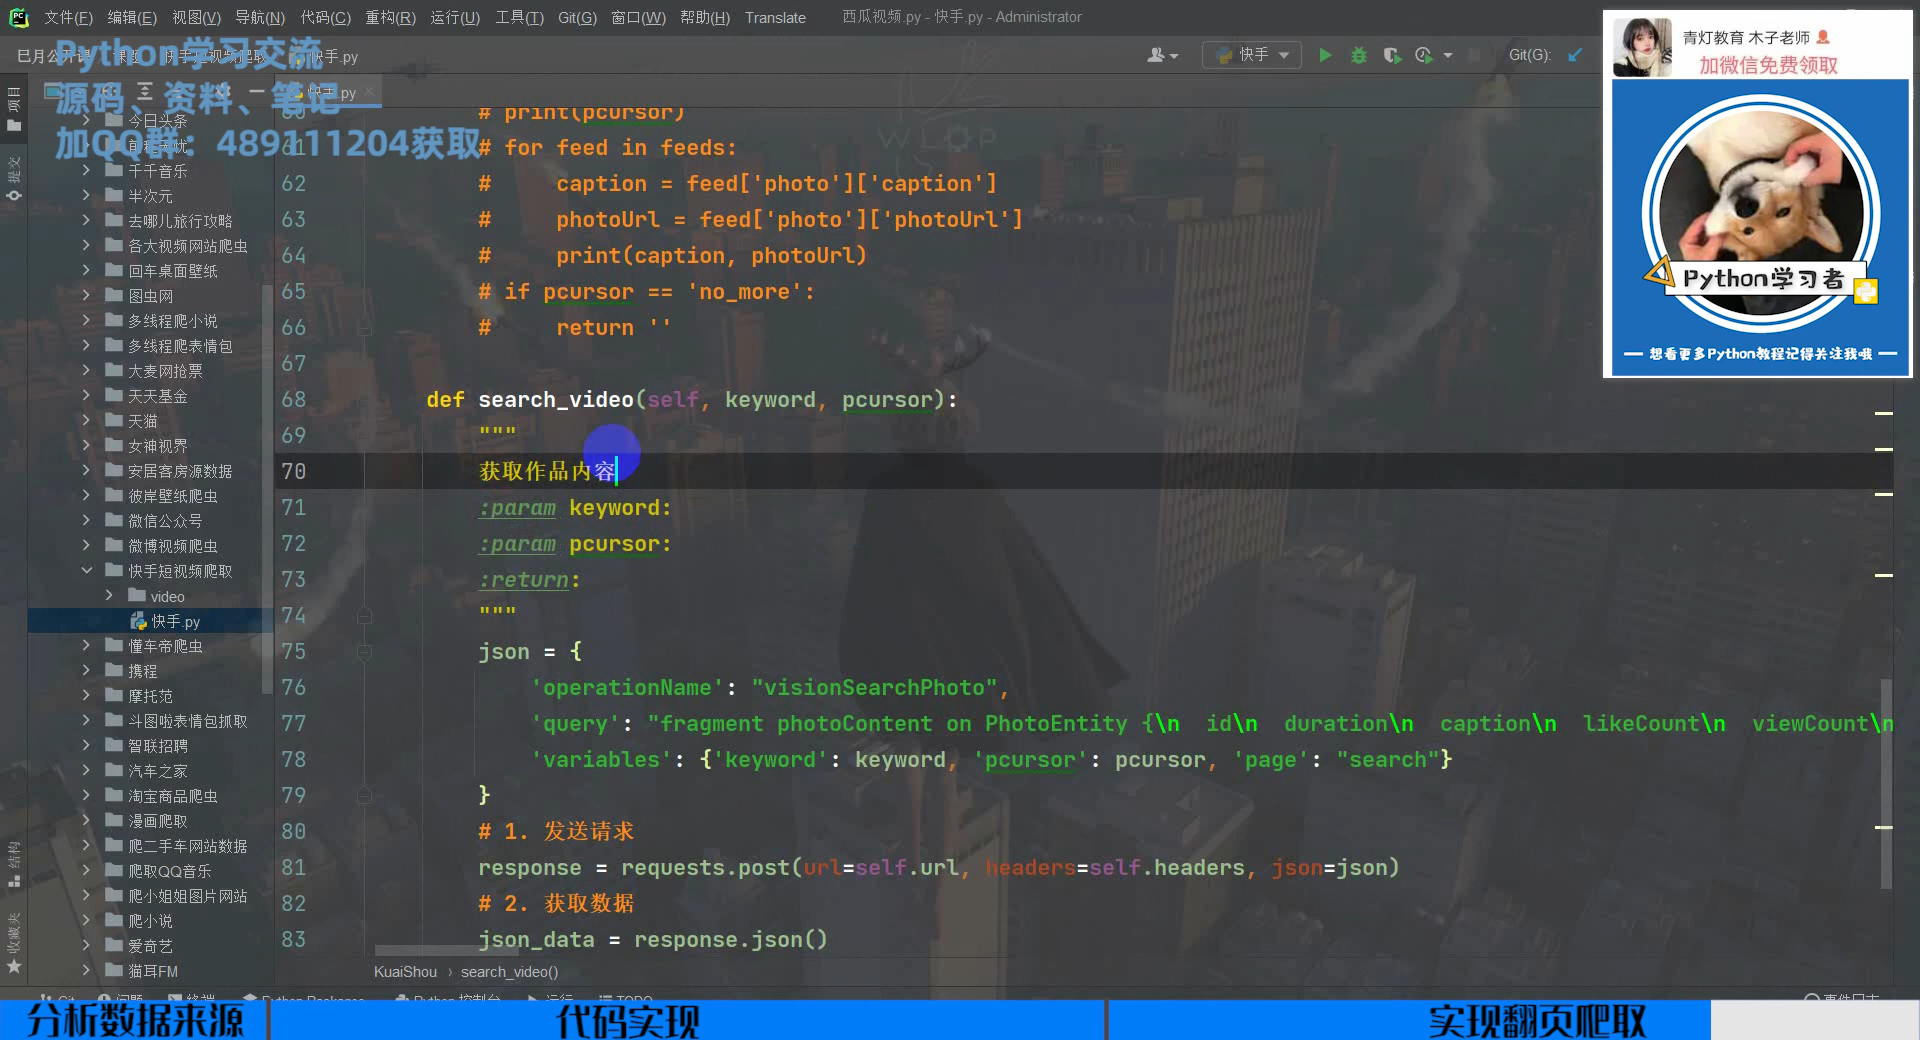 文件(F) 编辑(E) 视图(V) 导航(N) 代码(C) 重构(R) 运行(U) 工具(T) Git(G) 窗口(W) 帮助(H) Translate 西瓜视频.py - 快手.py - Administrator
快手.py
快手
Git(G):
Python学习交流
源码、资料、笔记
加QQ群：489111204获取
青灯教育 木子老师
加微信免费领取
Python学习者
想看更多Python教程记得关注我哦
项目
提交
结构
收藏夹
今日头条
千千音乐
半次元
去哪儿旅行攻略
各大视频网站爬虫
回车桌面壁纸
图虫网
多线程爬小说
多线程爬表情包
大麦网抢票
天天基金
天猫
女神视界
安居客房源数据
彼岸壁纸爬虫
微信公众号
微博视频爬虫
快手短视频爬取
video
快手.py
懂车帝爬虫
携程
摩托范
斗图啦表情包抓取
智联招聘
汽车之家
淘宝商品爬虫
漫画爬取
爬二手车网站数据
爬取QQ音乐
爬小姐姐图片网站
爬小说
爱奇艺
猫耳FM
# print(pcursor)
61 # for feed in feeds:
62 #     caption = feed['photo']['caption']
63 #     photoUrl = feed['photo']['photoUrl']
64 #     print(caption, photoUrl)
65 # if pcursor == 'no_more':
66 #     return ''
67
68 def search_video(self, keyword, pcursor):
69 """
70 获取作品内容
71 :param keyword:
72 :param pcursor:
73 :return:
74 """
75 json = {
76 'operationName': "visionSearchPhoto",
77 'query': "fragment photoContent on PhotoEntity {\n  id\n  duration\n  caption\n  likeCount\n  viewCount\n
78 'variables': {'keyword': keyword, 'pcursor': pcursor, 'page': "search"}
79 }
80 # 1. 发送请求
81 response = requests.post(url=self.url, headers=self.headers, json=json)
82 # 2. 获取数据
83 json_data = response.json()
KuaiShou › search_video()
分析数据来源
代码实现
实现翻页爬取